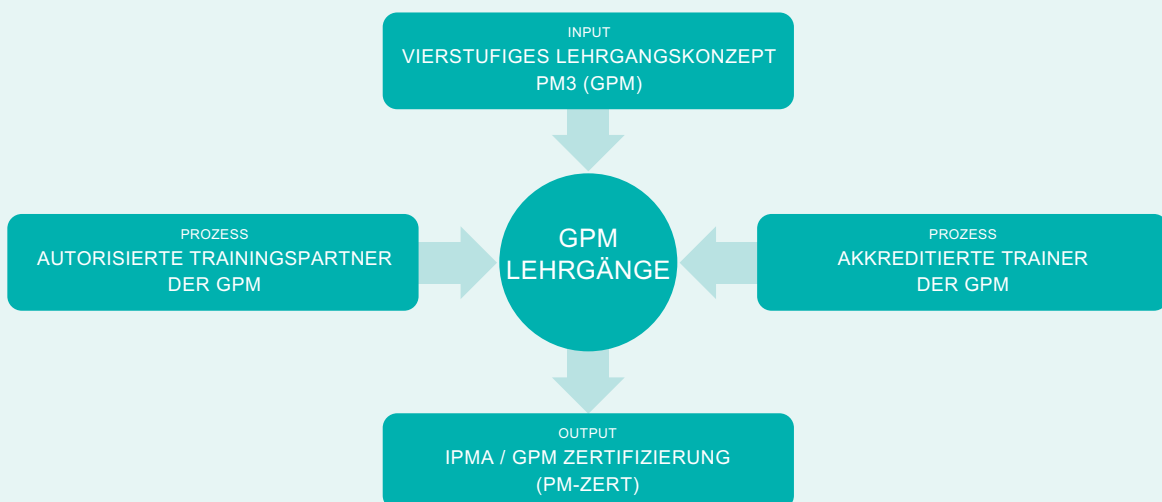 INPUT
VIERSTUFIGES LEHRGANGSKONZEPT
PM3 (GPM)
PROZESS
AUTORISIERTE TRAININGSPARTNER
DER GPM
GPM
LEHRGÄNGE
PROZESS
AKKREDITIERTE TRAINER
DER GPM
OUTPUT
IPMA / GPM ZERTIFIZIERUNG
(PM-ZERT)